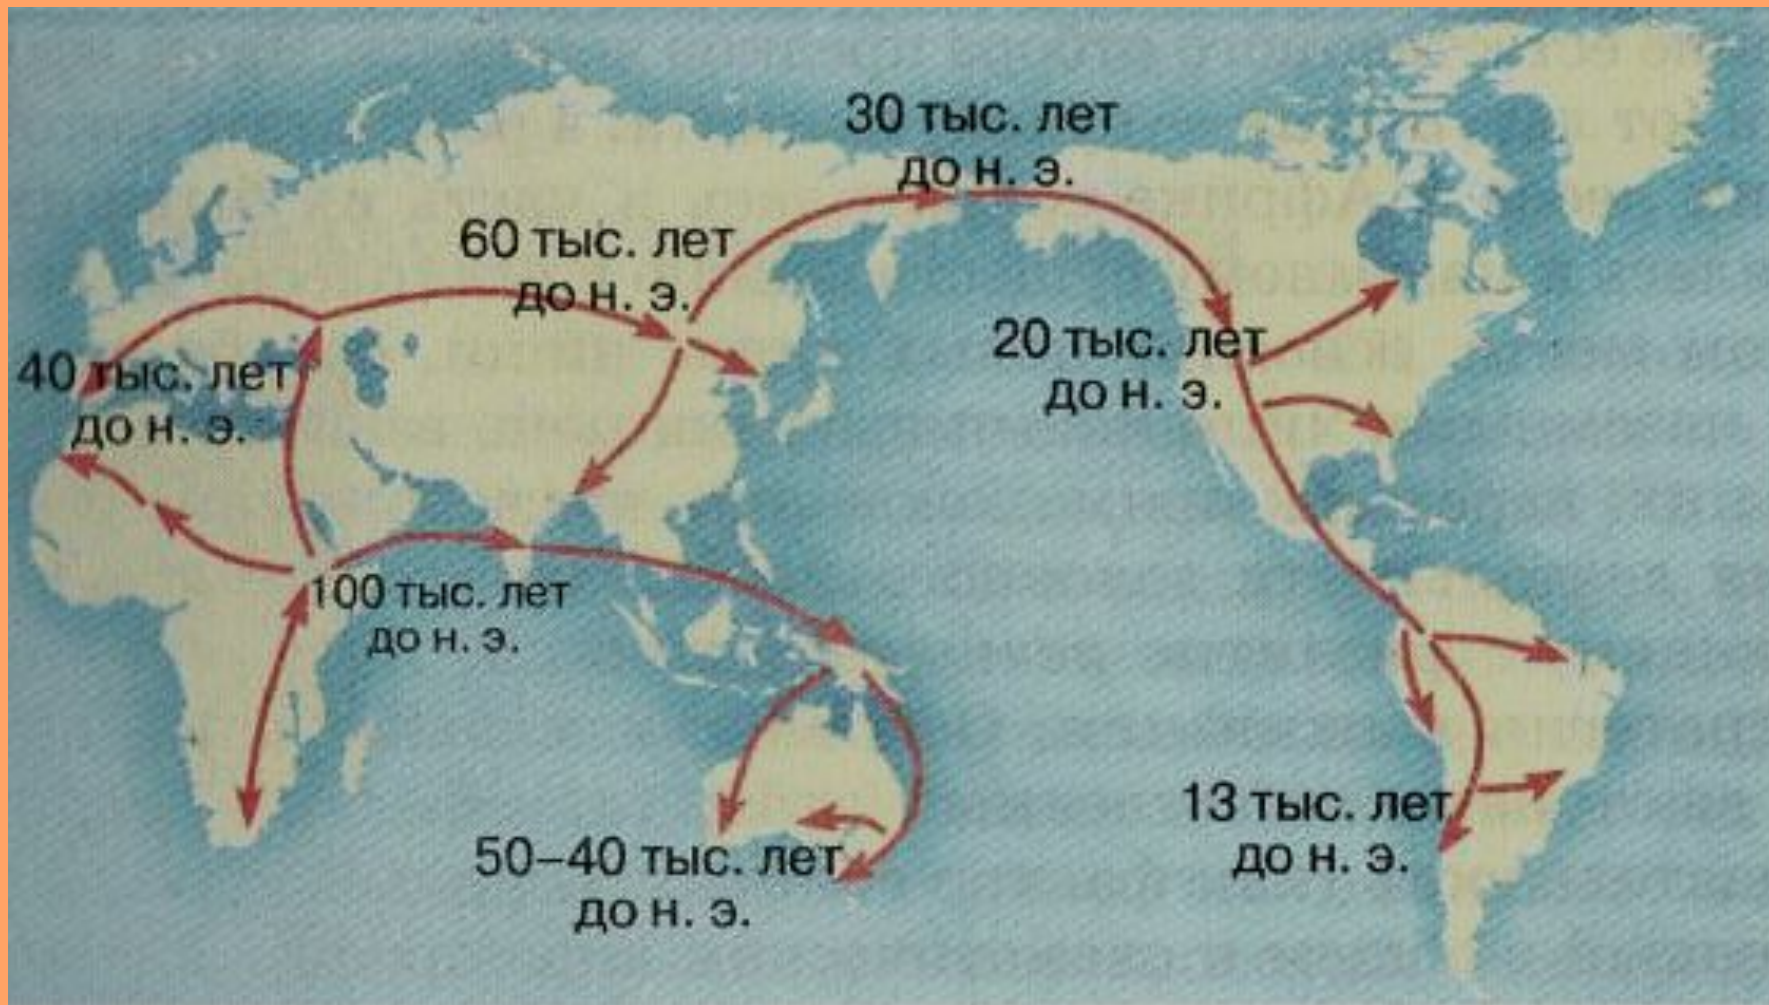 30 тыс. лет
до н. э.
60 тыс. лет
до н. э.
20 тыс. лет
до н. э.
40 тыс. лет
до н. э.
100 тыс. лет
до н. э.
13 тыс. лет
до н. э.
50–40 тыс. лет
до н. э.